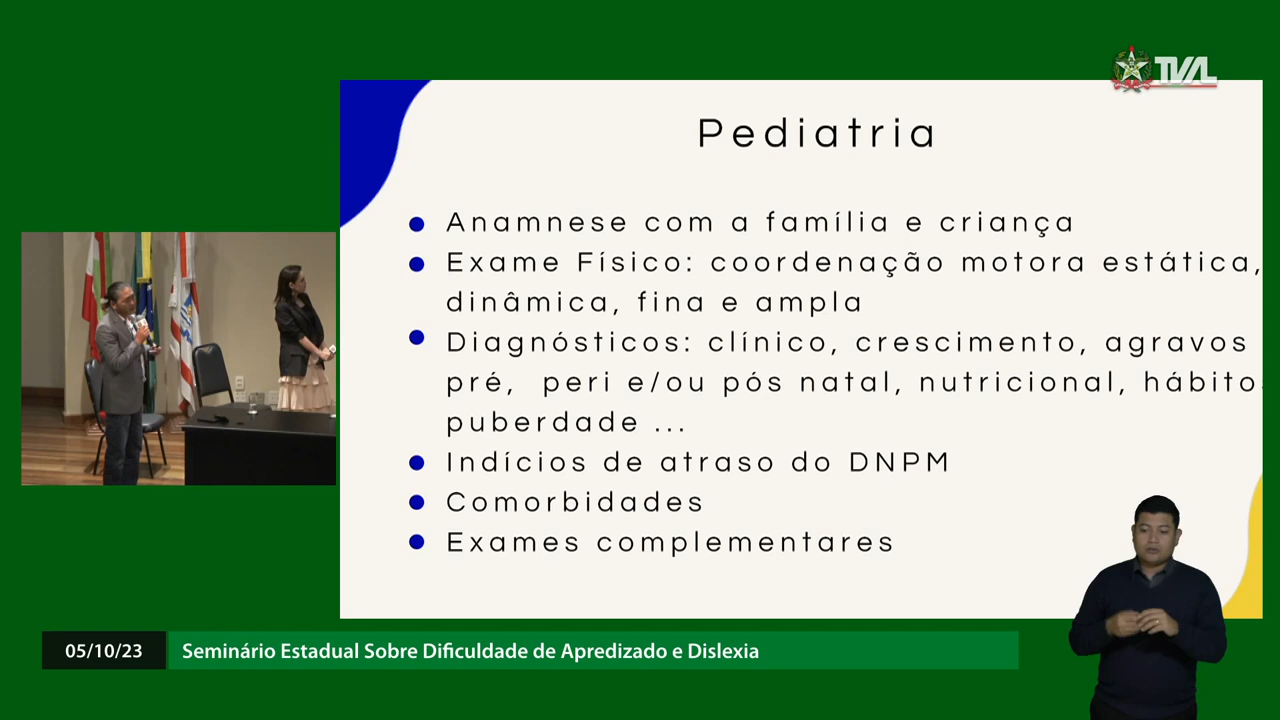 TVAL
Pediatria
Anamnese com a família e criança
Exame Físico: coordenação motora estática,
dinâmica, fina e ampla
Diagnósticos: clínico, crescimento, agravos
pré, peri e/ou pós natal, nutricional, hábito
puberdade ...
Indícios de atraso do DNPM
Comorbidades
Exames complementares
05/10/23
Seminário Estadual Sobre Dificuldade de Apredizado e Dislexia